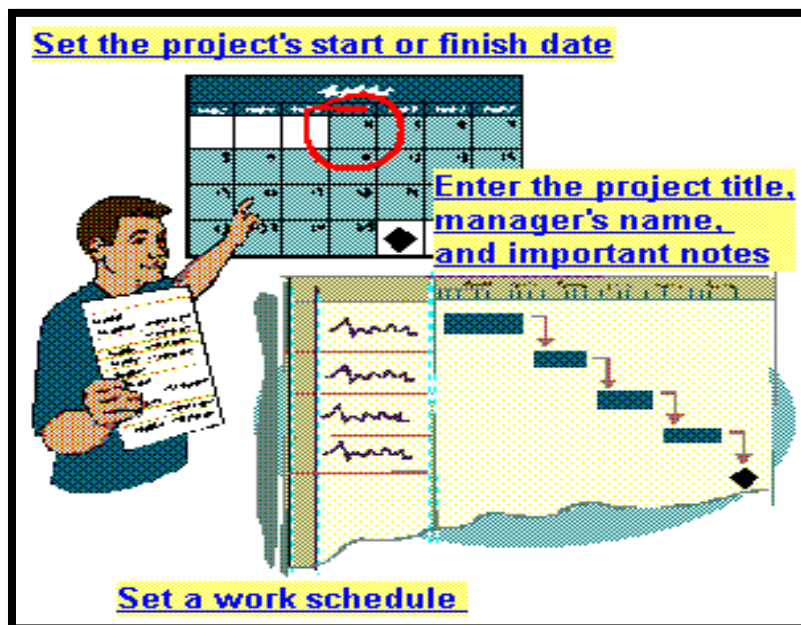 Set the project's start or finish date
Enter the project title,
manager's name,
and important notes
Set a work schedule